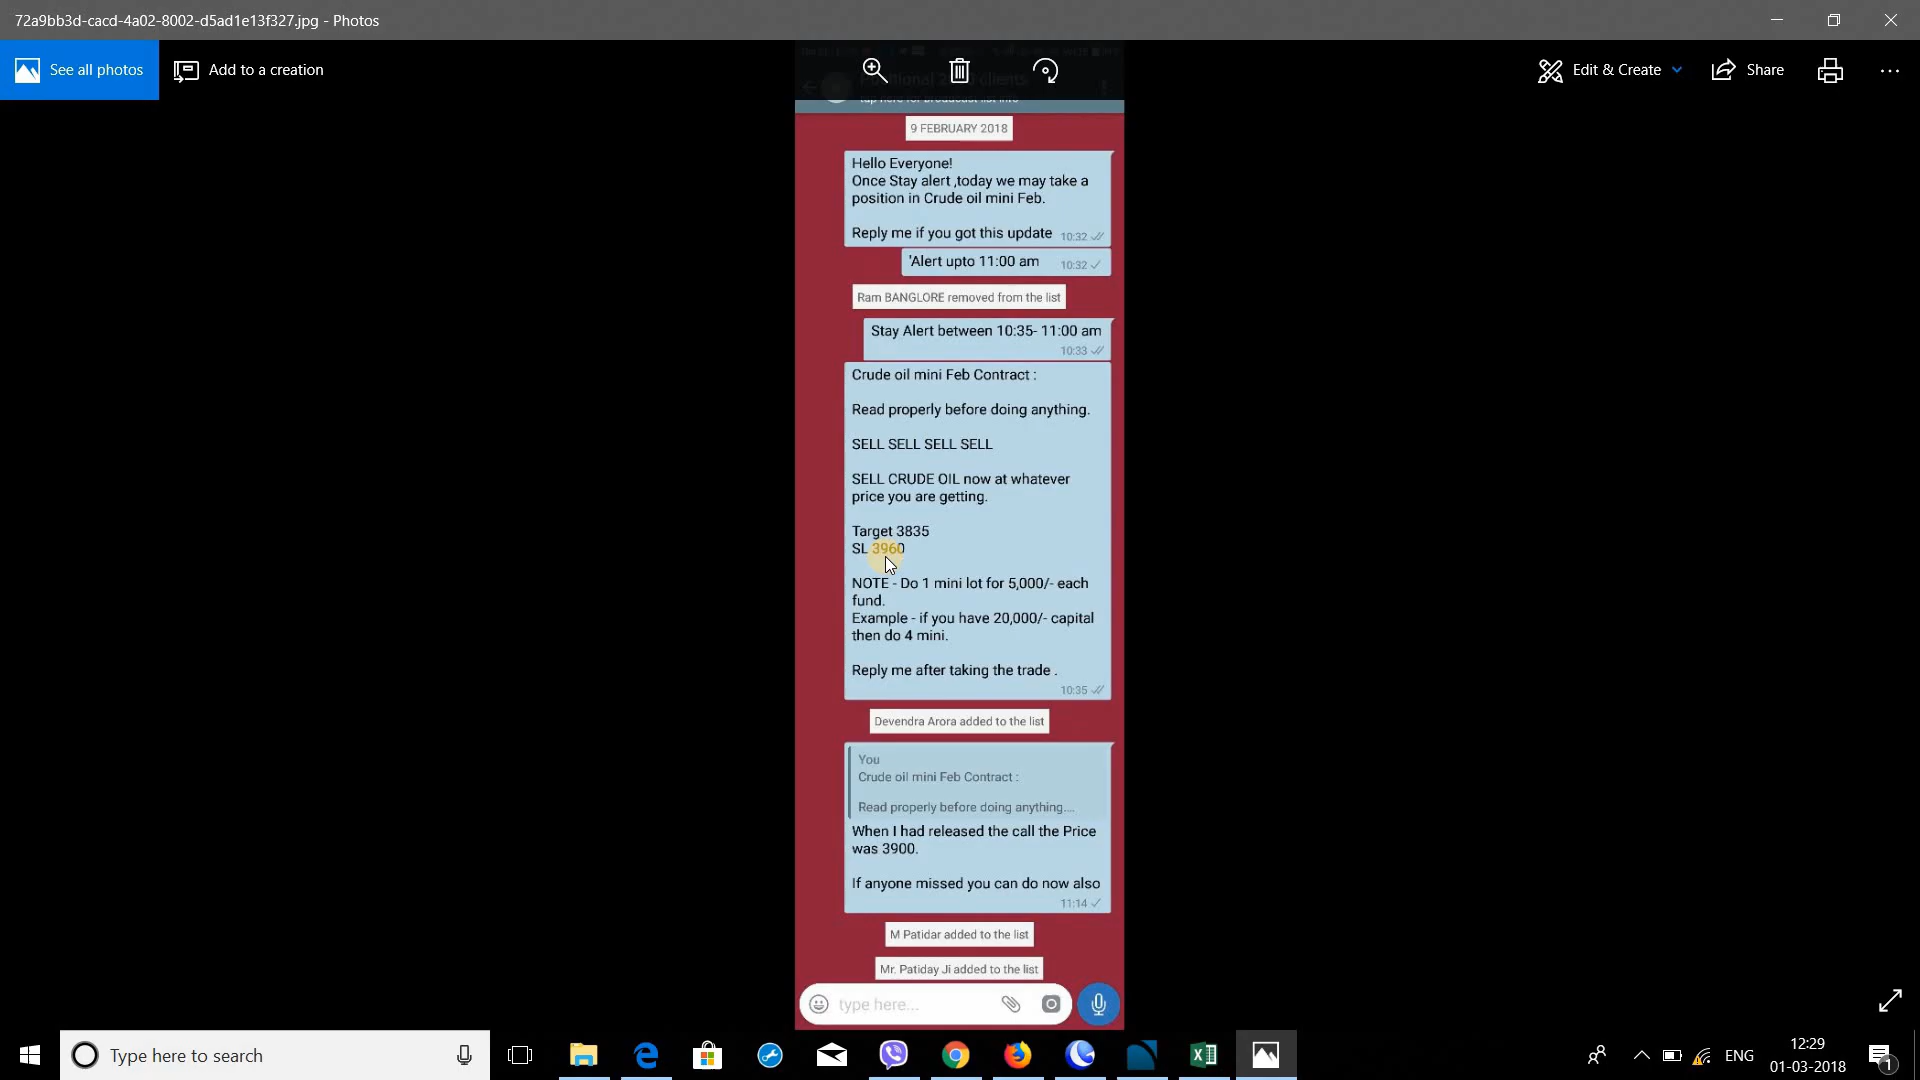 72a9bb3d-cacd-4a02-8002-d5ad1e13f327.jpg - Photos
See all photos
Add to a creation
Edit & Create
Share
clients
tap here for broadcast list info
9 FEBRUARY 2018
Hello Everyone!
Once Stay alert ,today we may take a
position in Crude oil mini Feb.
Reply me if you got this update 10:32
'Alert upto 11:00 am 10:32
Ram BANGLORE removed from the list
Stay Alert between 10:35- 11:00 am
10:33
Crude oil mini Feb Contract :
Read properly before doing anything.
SELL SELL SELL SELL
SELL CRUDE OIL now at whatever
price you are getting.
Target 3835
SL 3960
NOTE - Do 1 mini lot for 5,000/- each
fund.
Example - if you have 20,000/- capital
then do 4 mini.
Reply me after taking the trade .
10:35
Devendra Arora added to the list
You
Crude oil mini Feb Contract :
Read properly before doing anything....
When I had released the call the Price
was 3900.
If anyone missed you can do now also
11:14
M Patidar added to the list
Mr. Patiday Ji added to the list
type here...
Type here to search
ENG
12:29
01-03-2018
1